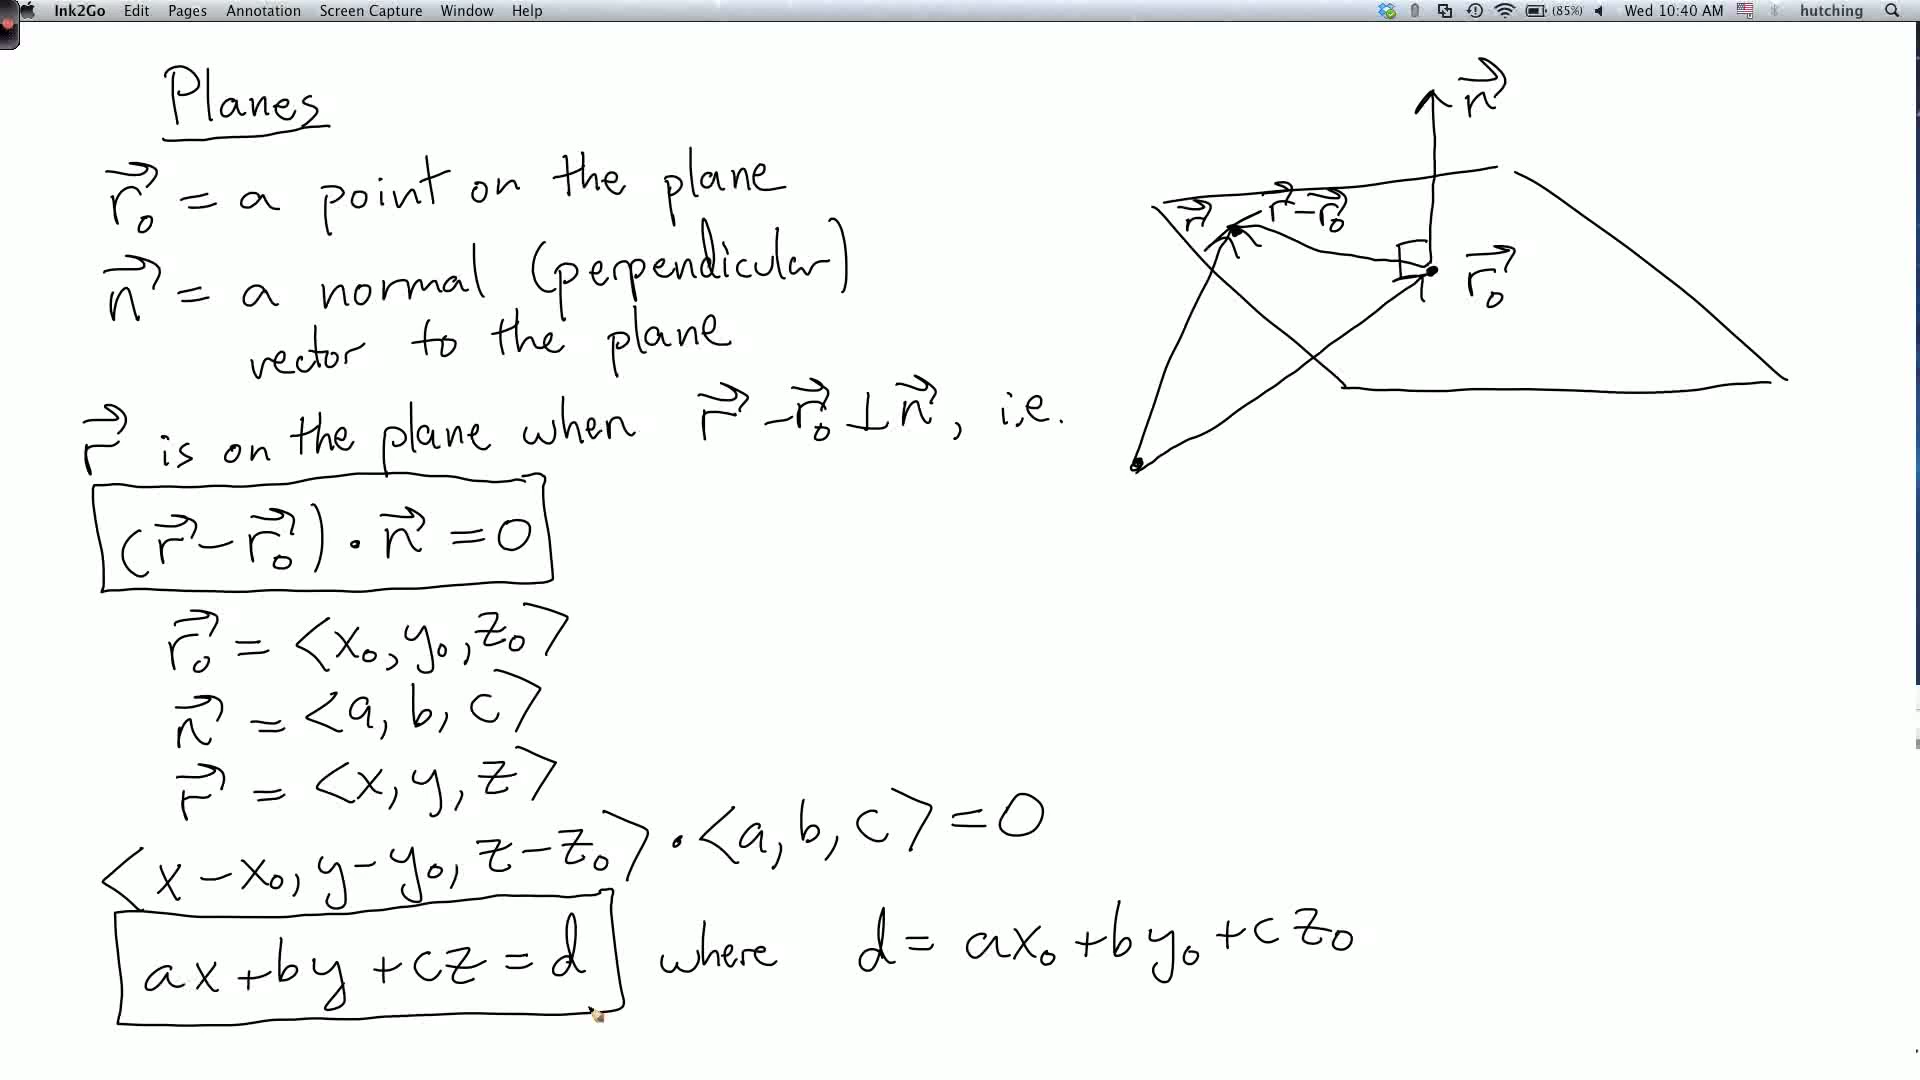 Ink2Go Edit Pages Annotation Screen Capture Window Help (85%) Wed 10:40 AM hutching
Planes
r⃗₀ = a point on the plane
n⃗ = a normal (perpendicular)
vector to the plane
r⃗ is on the plane when r⃗ − r⃗₀ ⊥ n⃗, i.e.
(r⃗ − r⃗₀) · n⃗ = 0
r⃗₀ = <x₀, y₀, z₀>
n⃗ = <a, b, c>
r⃗ = <x, y, z>
<x − x₀, y − y₀, z − z₀> · <a, b, c> = 0
ax + by + cz = d where d = ax₀ + by₀ + cz₀
n⃗
r⃗ r⃗ − r⃗₀
r⃗₀